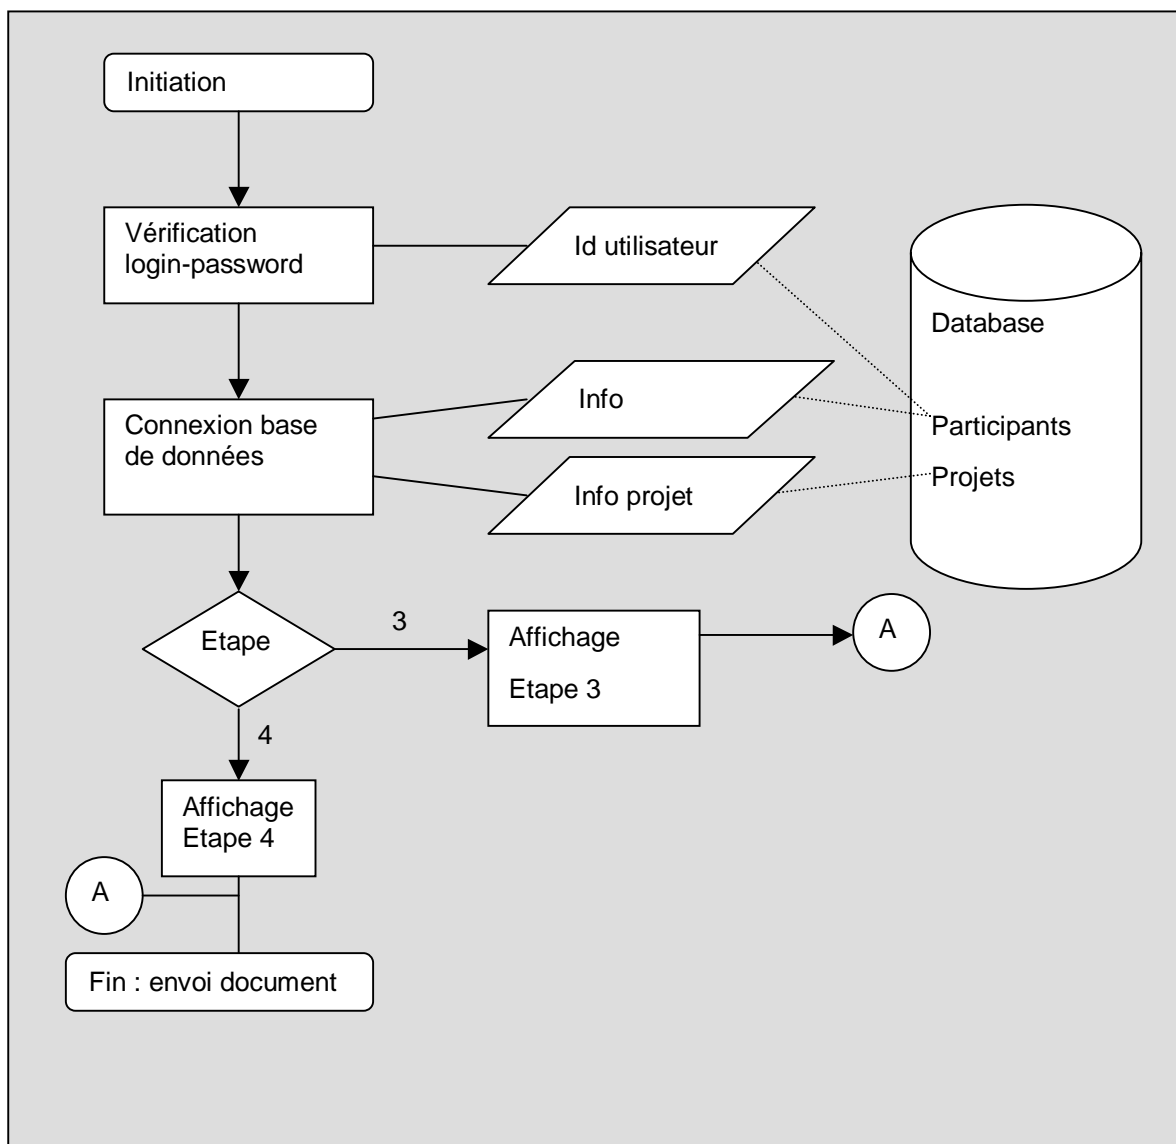 Initiation
Vérification
login-password
Id utilisateur
Database
Participants
Projets
Connexion base
de données
Info
Info projet
Etape
3
Affichage
Etape 3
A
4
Affichage
Etape 4
A
Fin : envoi document